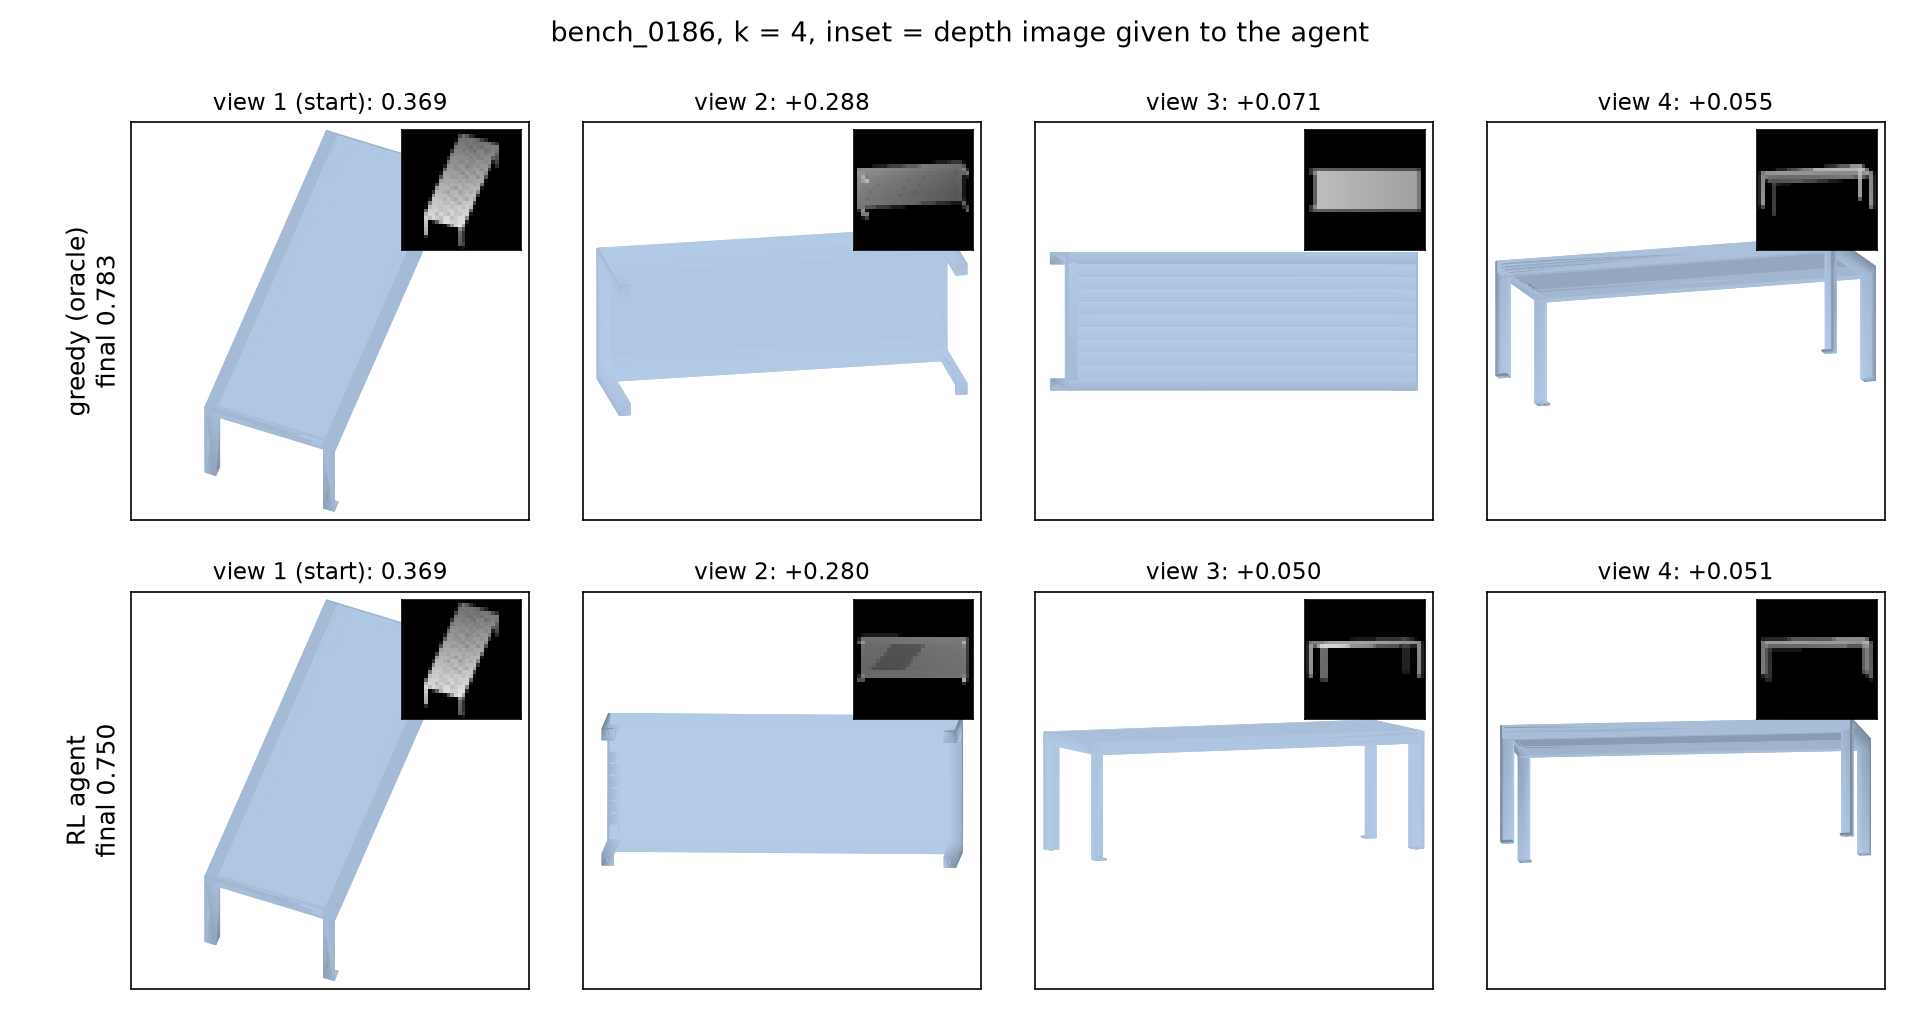 bench_0186, k = 4, inset = depth image given to the agent
greedy (oracle)
final 0.783
view 1 (start): 0.369
view 2: +0.288
view 3: +0.071
view 4: +0.055
RL agent
final 0.750
view 1 (start): 0.369
view 2: +0.280
view 3: +0.050
view 4: +0.051